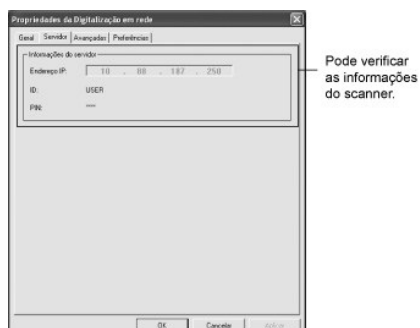 Propriedades da Digitalização em rede
Geral Servidor Avançadas Preferências
Informações do servidor
Endereço IP: 10 . 88 . 187 . 250
ID: USER
PIN: ****
Pode verificar
as informações
do scanner.
OK Cancelar Aplicar